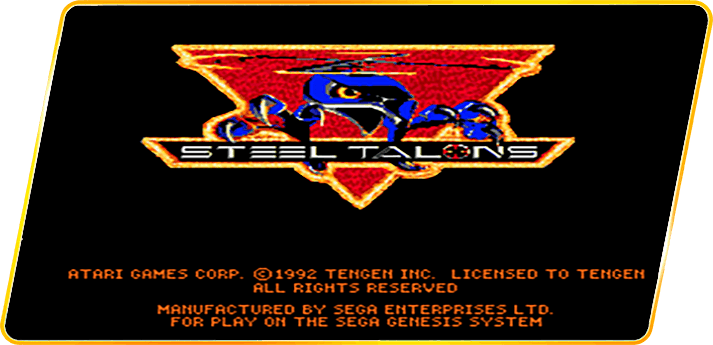 STEEL TALONS
ATARI GAMES CORP. ©1992 TENGEN INC. LICENSED TO TENGEN
ALL RIGHTS RESERVED
MANUFACTURED BY SEGA ENTERPRISES LTD.
FOR PLAY ON THE SEGA GENESIS SYSTEM